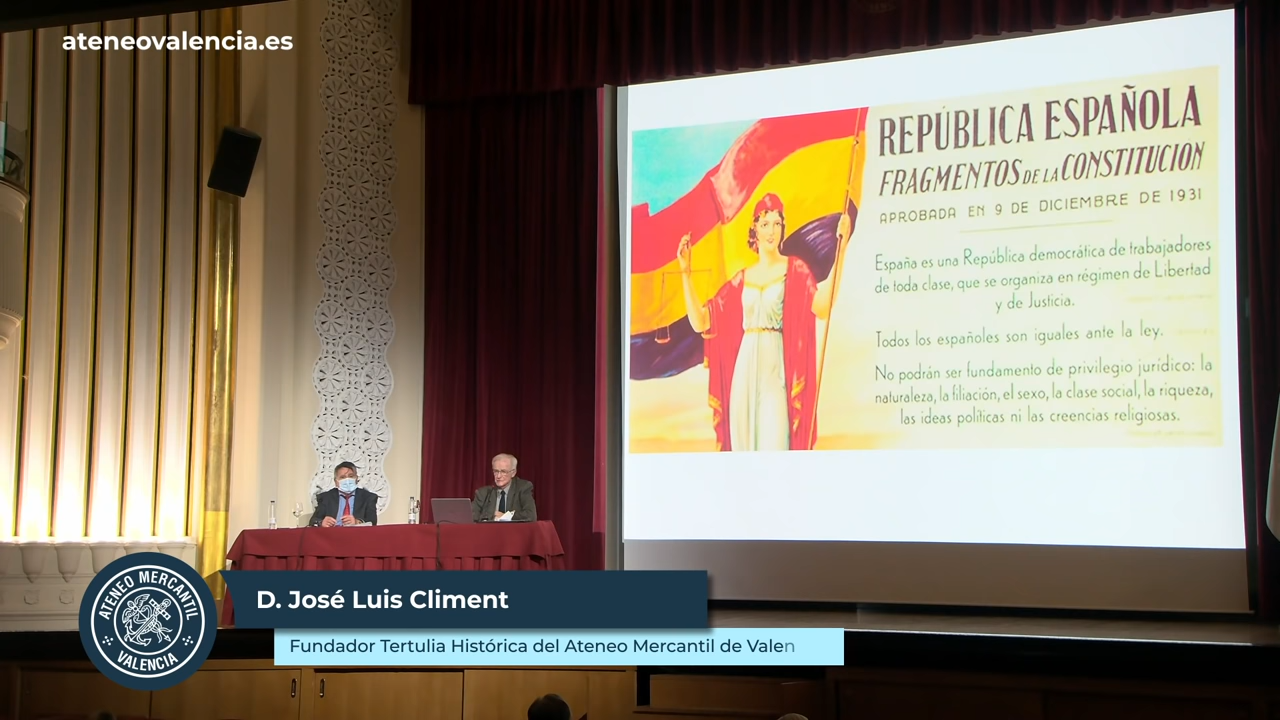 ateneovalencia.es
REPÚBLICA ESPAÑOLA
FRAGMENTOS DE LA CONSTITUCION
APROBADA EN 9 DE DICIEMBRE DE 1931
España es una República democrática de trabajadores
de toda clase, que se organiza en régimen de Libertad
y de Justicia.
Todos los españoles son iguales ante la ley.
No podrán ser fundamento de privilegio jurídico: la
naturaleza, la filiación, el sexo, la clase social, la riqueza,
las ideas políticas ni las creencias religiosas.
ATENEO MERCANTIL
VALENCIA
D. José Luis Climent
Fundador Tertulia Histórica del Ateneo Mercantil de Valen